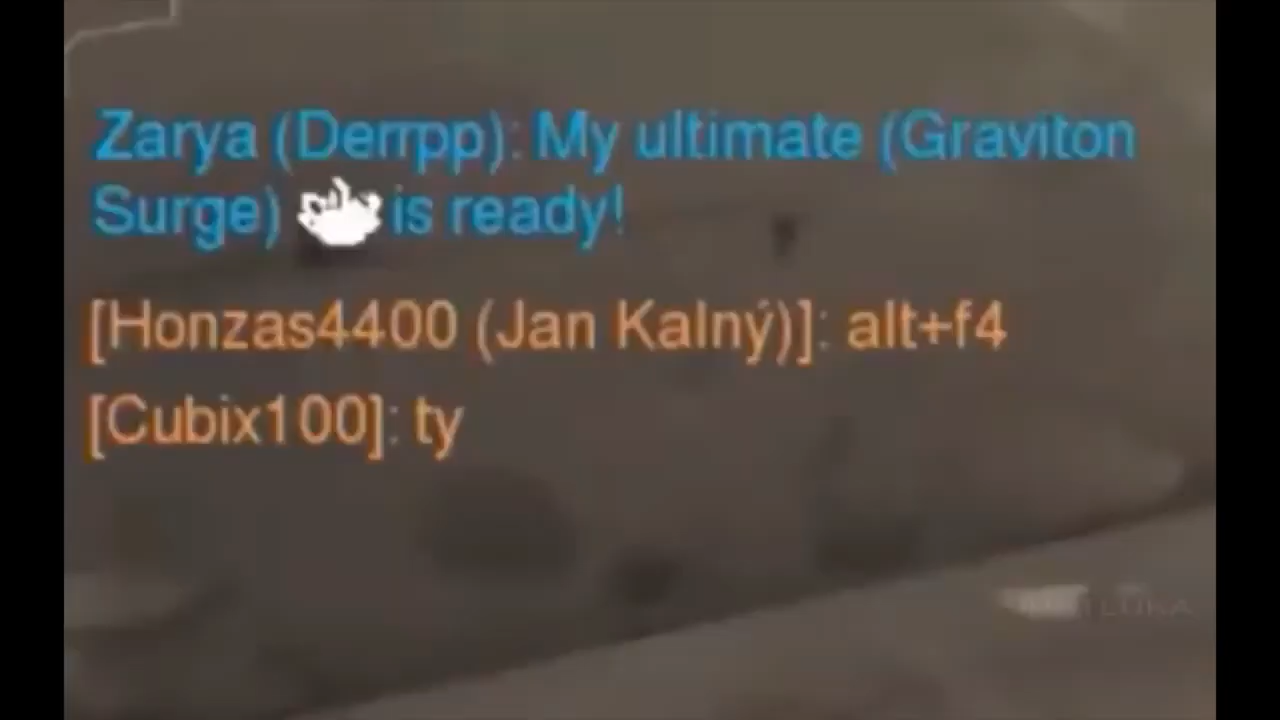 Zarya (Derrpp): My ultimate (Graviton
Surge) is ready!
[Honzas4400 (Jan Kalný)]: alt+f4
[Cubix100]: ty